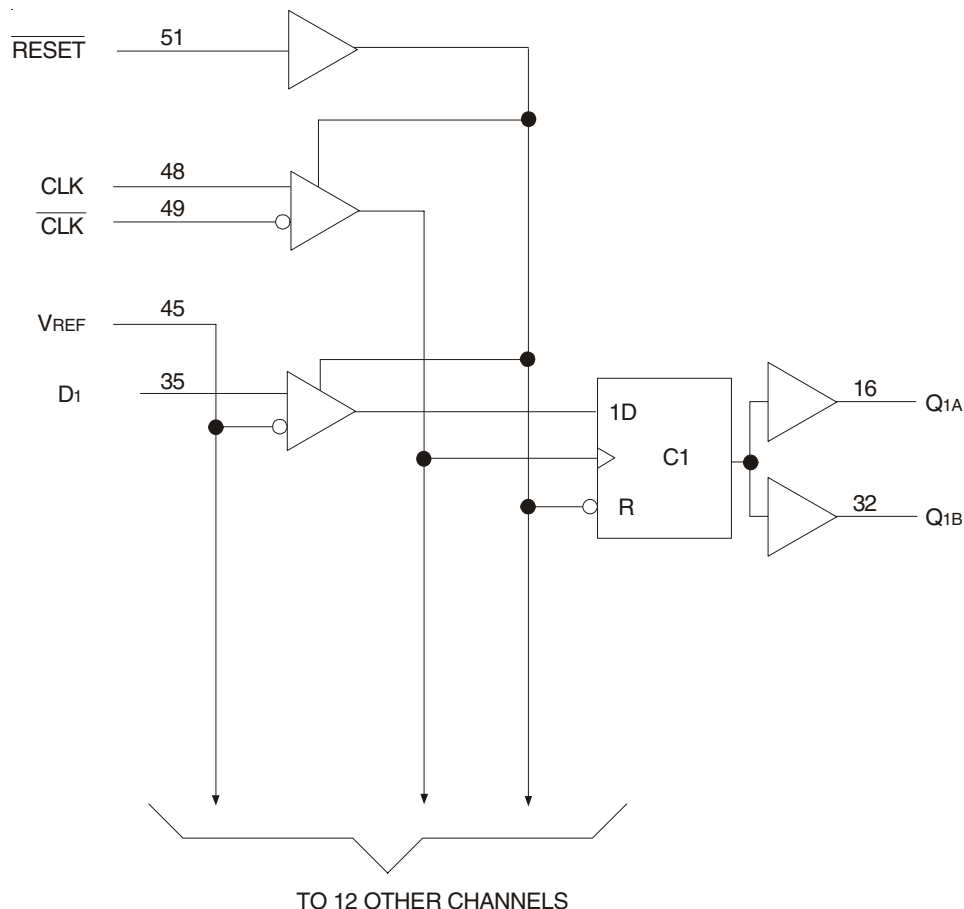 RESET 51
CLK 48
CLK 49
VREF 45
D1 35
1D
C1
R
16 Q1A
32 Q1B
TO 12 OTHER CHANNELS